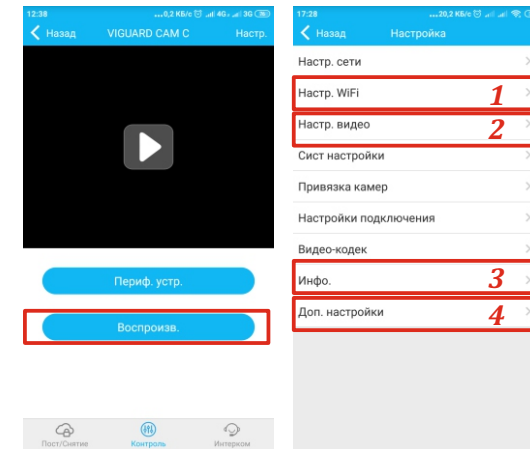 12:38 ...0,2 КБ/с 4G+ 3G
Назад VIGUARD CAM C Настр.
Периф. устр.
Воспроизв.
Пост/Снятие Контроль Интерком
17:28 ...20,2 КБ/с
Назад Настройка
Настр. сети
Настр. WiFi 1
Настр. видео 2
Сист настройки
Привязка камер
Настройки подключения
Видео-кодек
Инфо. 3
Доп. настройки 4